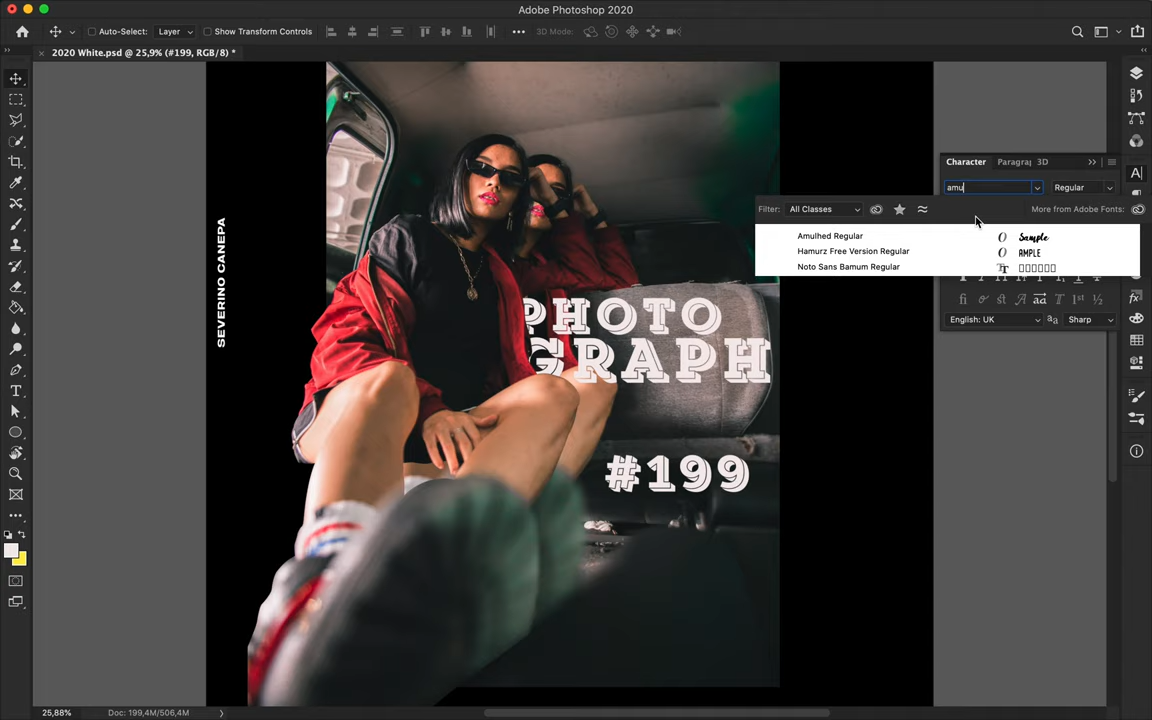 Adobe Photoshop 2020
Auto-Select: Layer Show Transform Controls 3D Mode:
2020 White.psd @ 25,9% (#199, RGB/8) *
Character Paragra 3D
amu Regular
Filter: All Classes More from Adobe Fonts:
Amulhed Regular Sample
Hamurz Free Version Regular AMPLE
Noto Sans Bamum Regular
English: UK Sharp
SEVERINO CANEPA
PHOTO
GRAPH
#199
25,88% Doc: 199,4M/506,4M